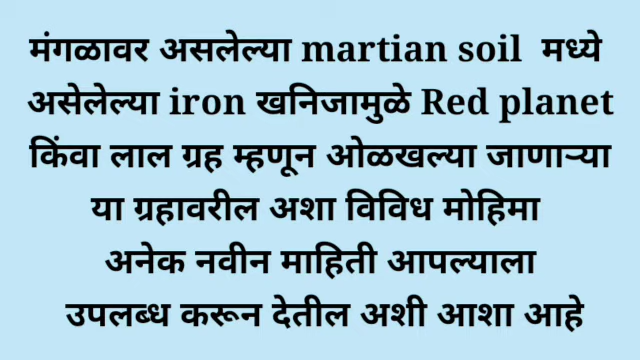 मंगळावर असलेल्या martian soil मध्ये
असेलेल्या iron खनिजामुळे Red planet
किंवा लाल ग्रह म्हणून ओळखल्या जाणाऱ्या
या ग्रहावरील अशा विविध मोहिमा
अनेक नवीन माहिती आपल्याला
उपलब्ध करून देतील अशी आशा आहे